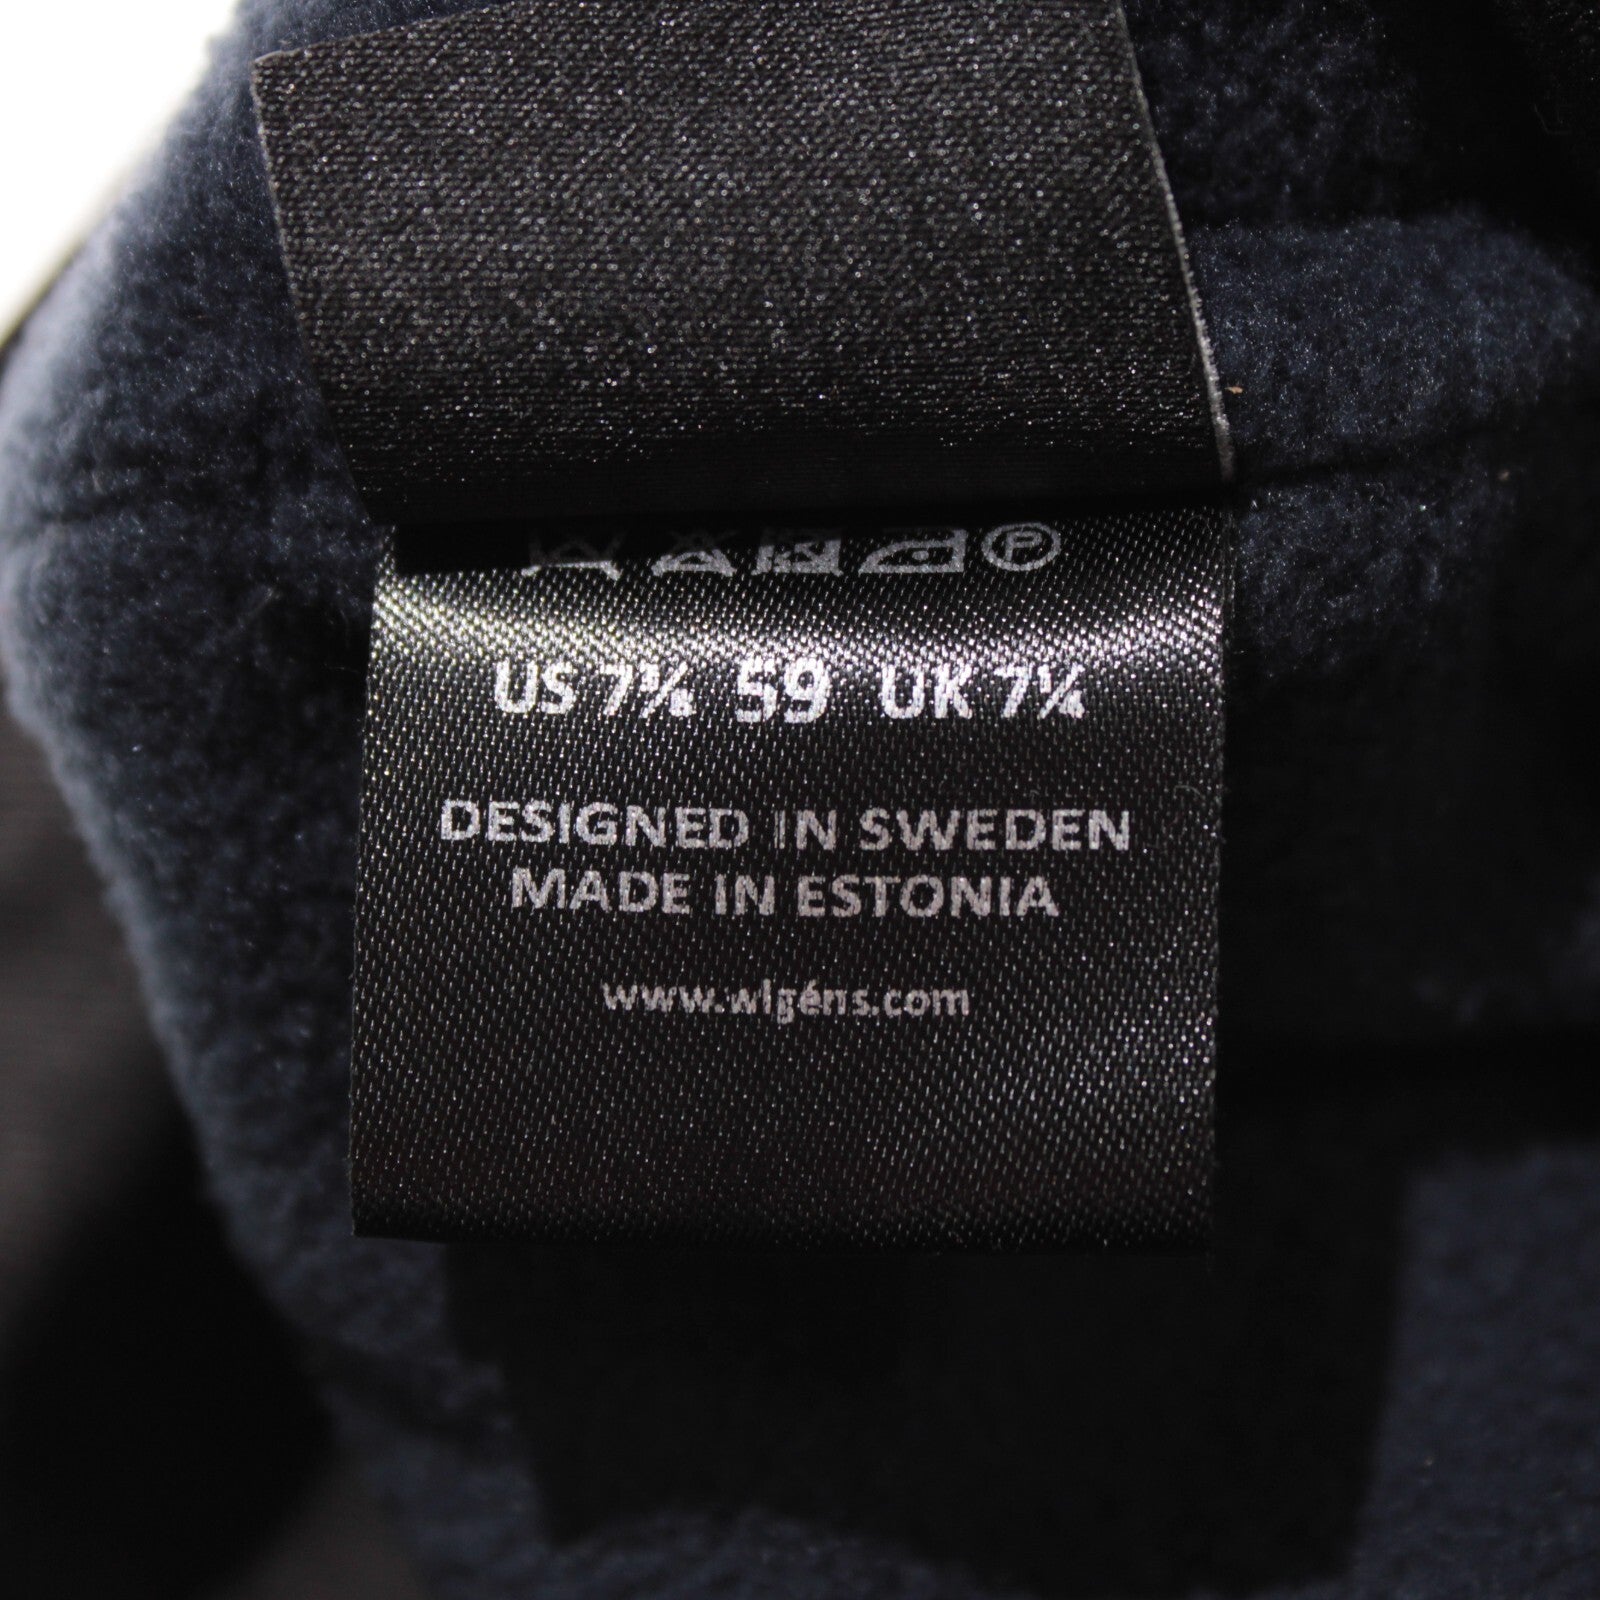 P
US 7⅜ 59 UK 7¼
DESIGNED IN SWEDEN
MADE IN ESTONIA
www.wigéns.com